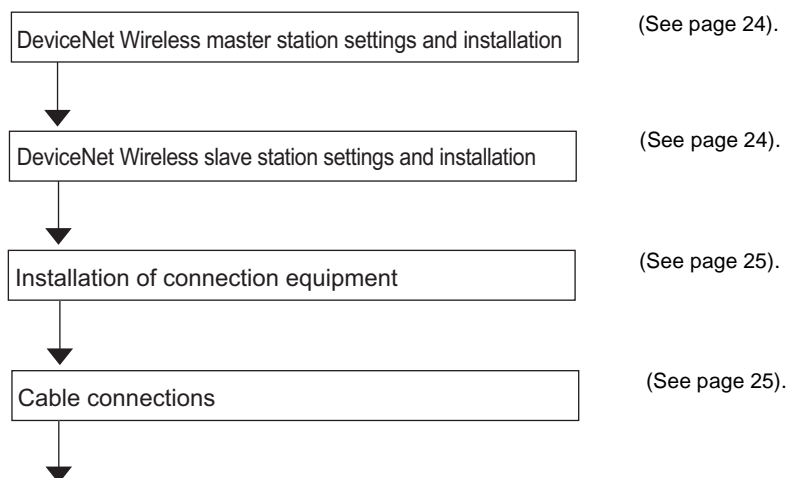 DeviceNet Wireless master station settings and installation (See page 24).
DeviceNet Wireless slave station settings and installation (See page 24).
Installation of connection equipment (See page 25).
Cable connections (See page 25).